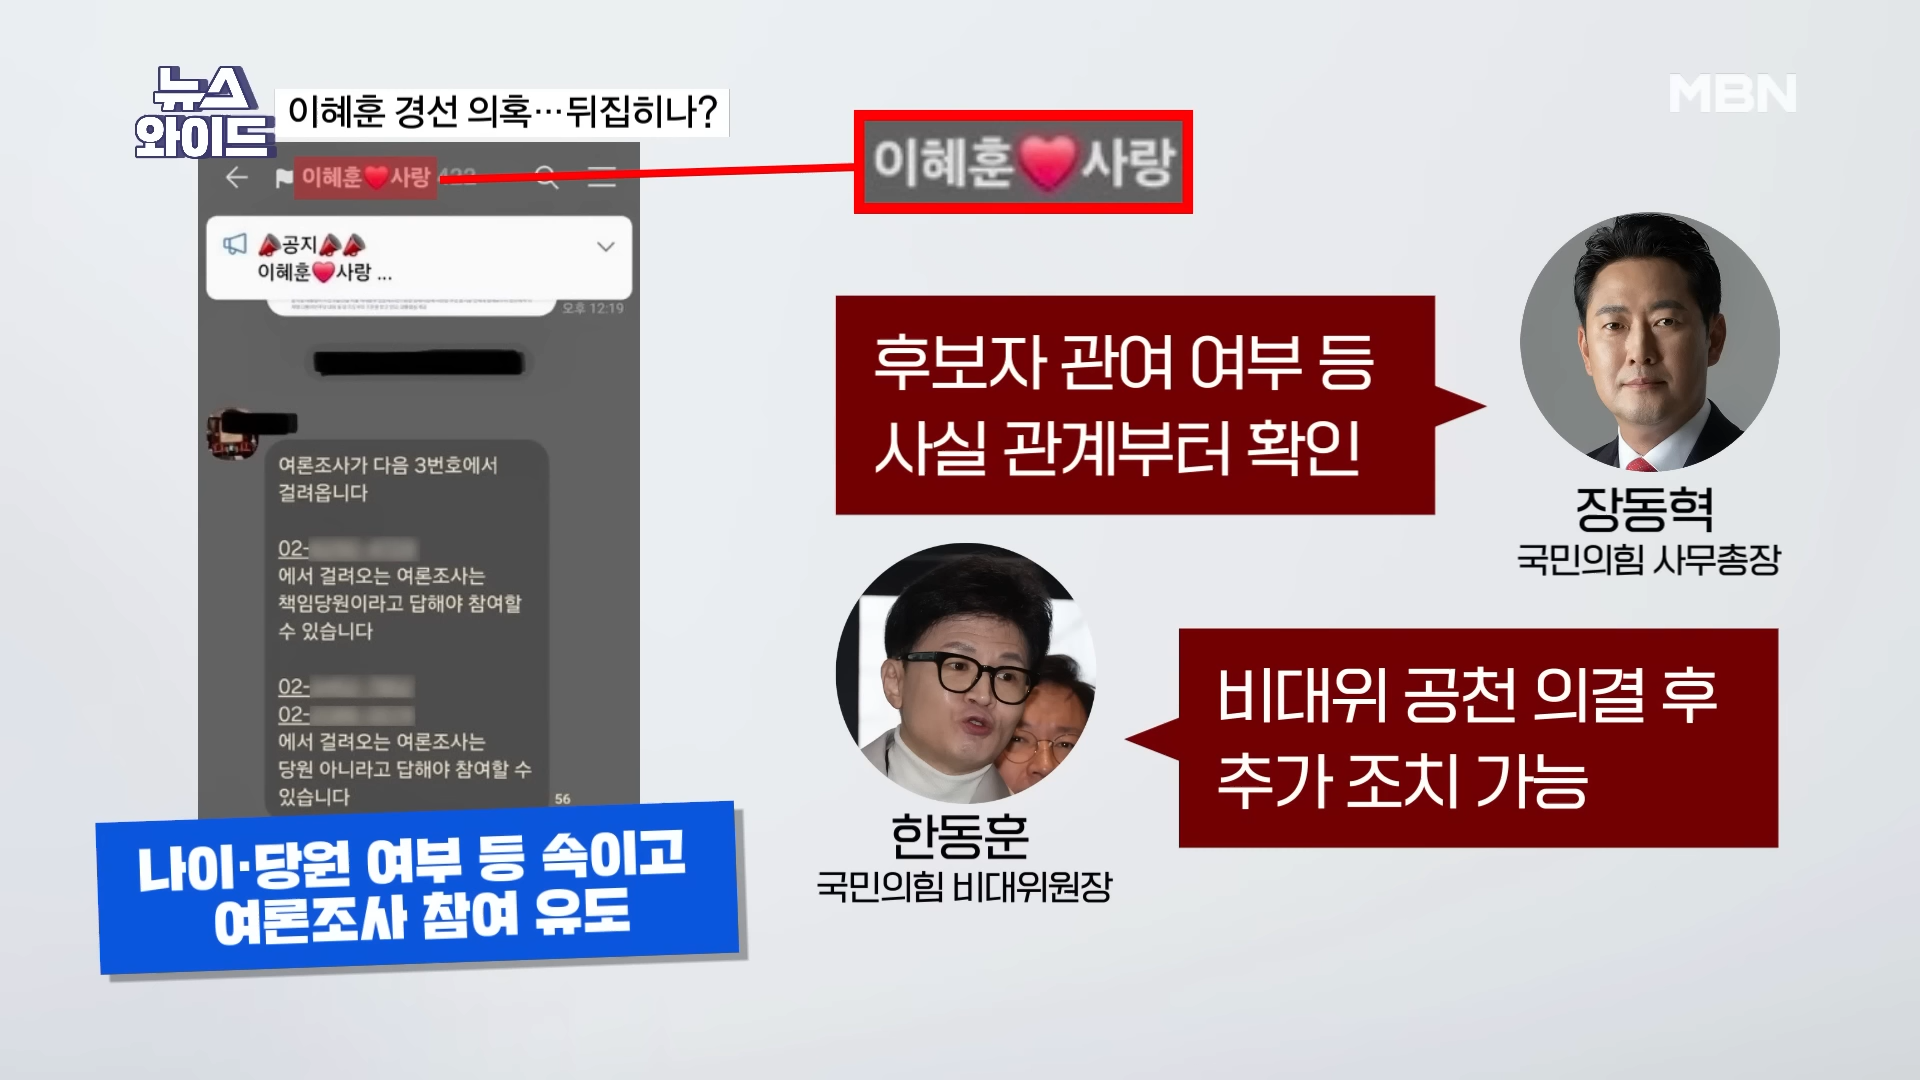 뉴스
와이드
이혜훈 경선 의혹…뒤집히나?
MBN
이혜훈❤️사랑 422
이혜훈❤️사랑
📣공지📣📣
이혜훈❤️사랑 ...
오후 12:19
여론조사가 다음 3번호에서
걸려옵니다
02-
에서 걸려오는 여론조사는
책임당원이라고 답해야 참여할
수 있습니다
02-
02-
에서 걸려오는 여론조사는
당원 아니라고 답해야 참여할 수
있습니다
56
나이·당원 여부 등 속이고
여론조사 참여 유도
후보자 관여 여부 등
사실 관계부터 확인
장동혁
국민의힘 사무총장
비대위 공천 의결 후
추가 조치 가능
한동훈
국민의힘 비대위원장